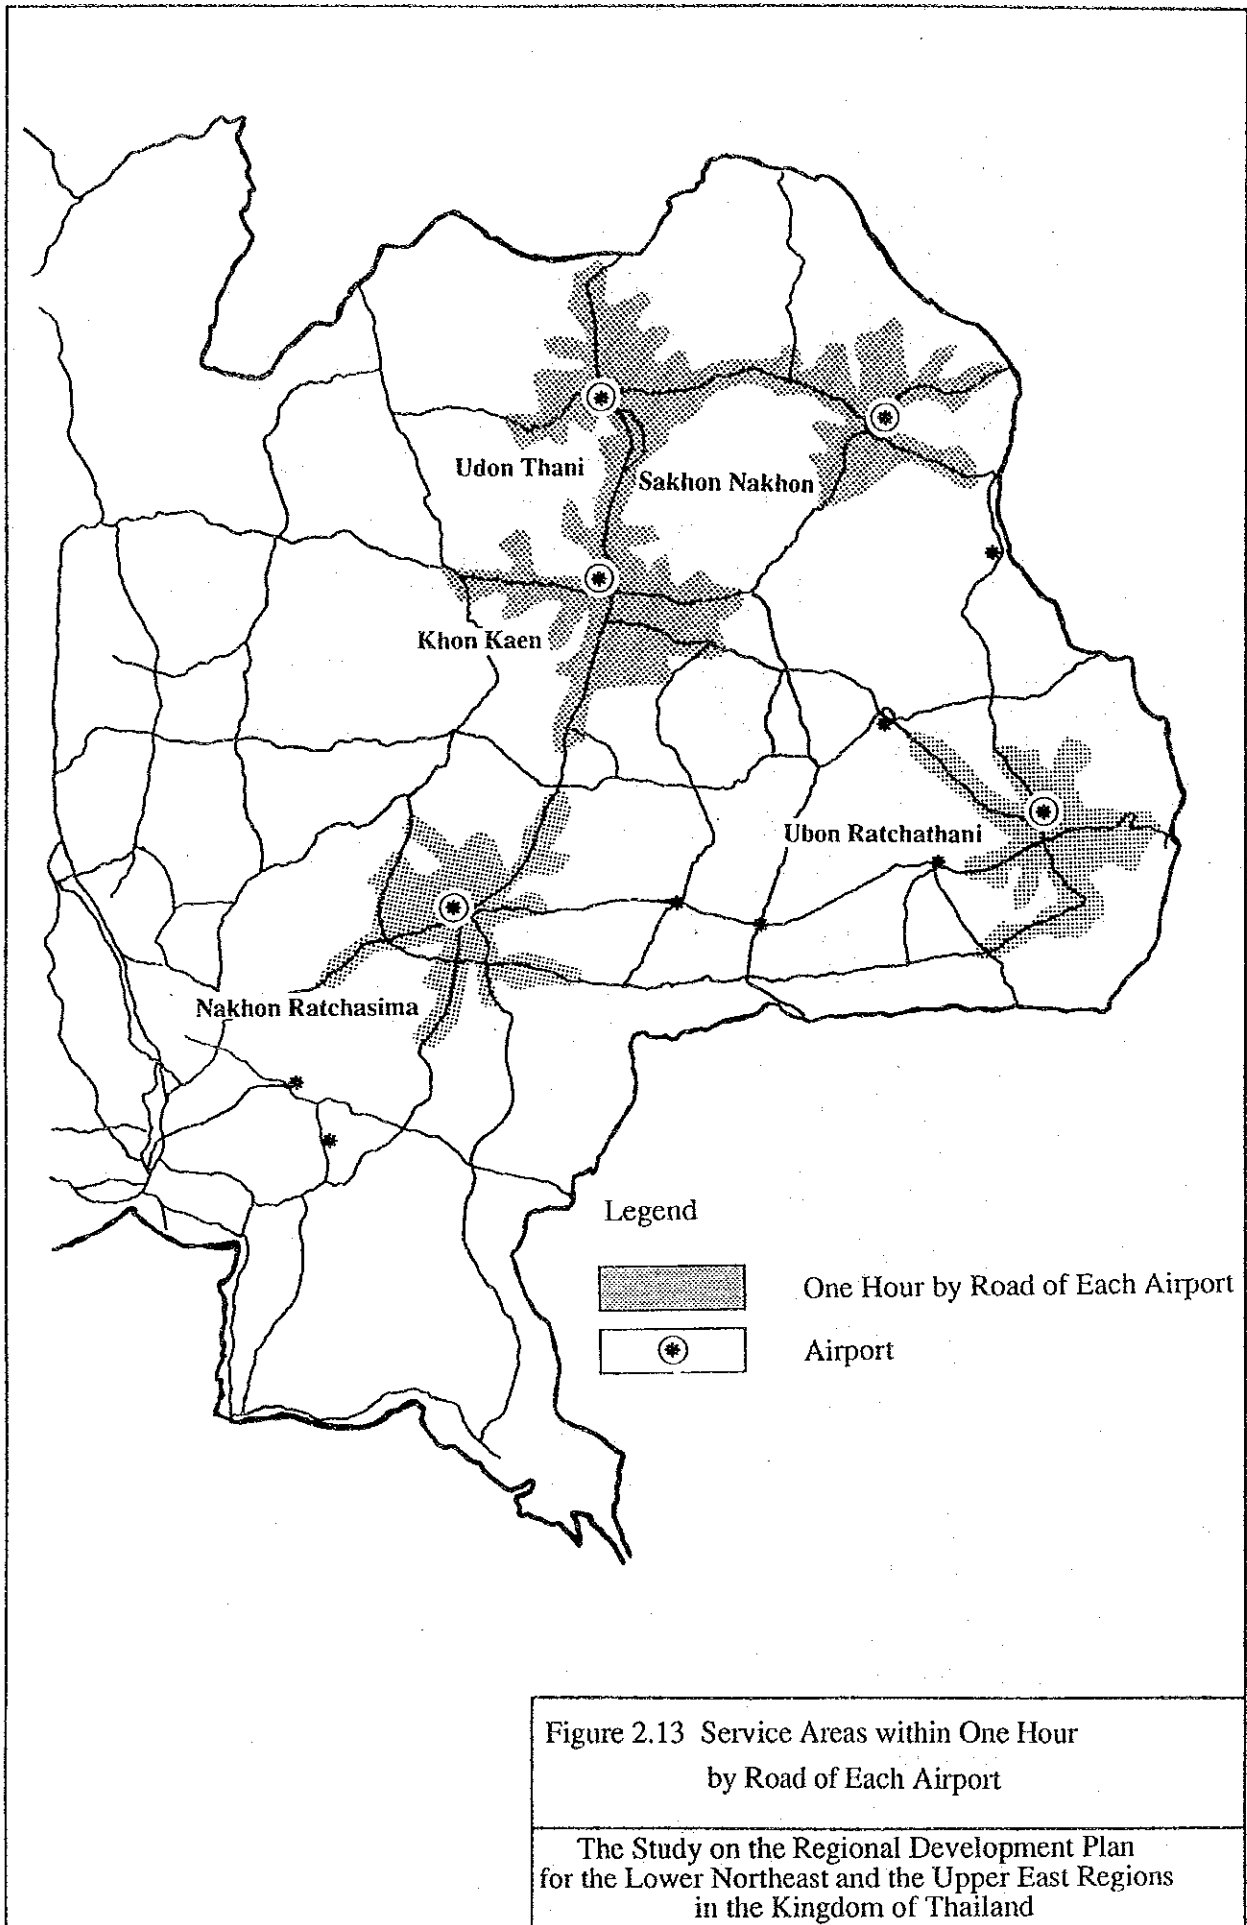 Udon Thani
Sakhon Nakhon
Khon Kaen
Ubon Ratchathani
Nakhon Ratchasima
Legend
One Hour by Road of Each Airport
Airport
Figure 2.13 Service Areas within One Hour
by Road of Each Airport
The Study on the Regional Development Plan
for the Lower Northeast and the Upper East Regions
in the Kingdom of Thailand